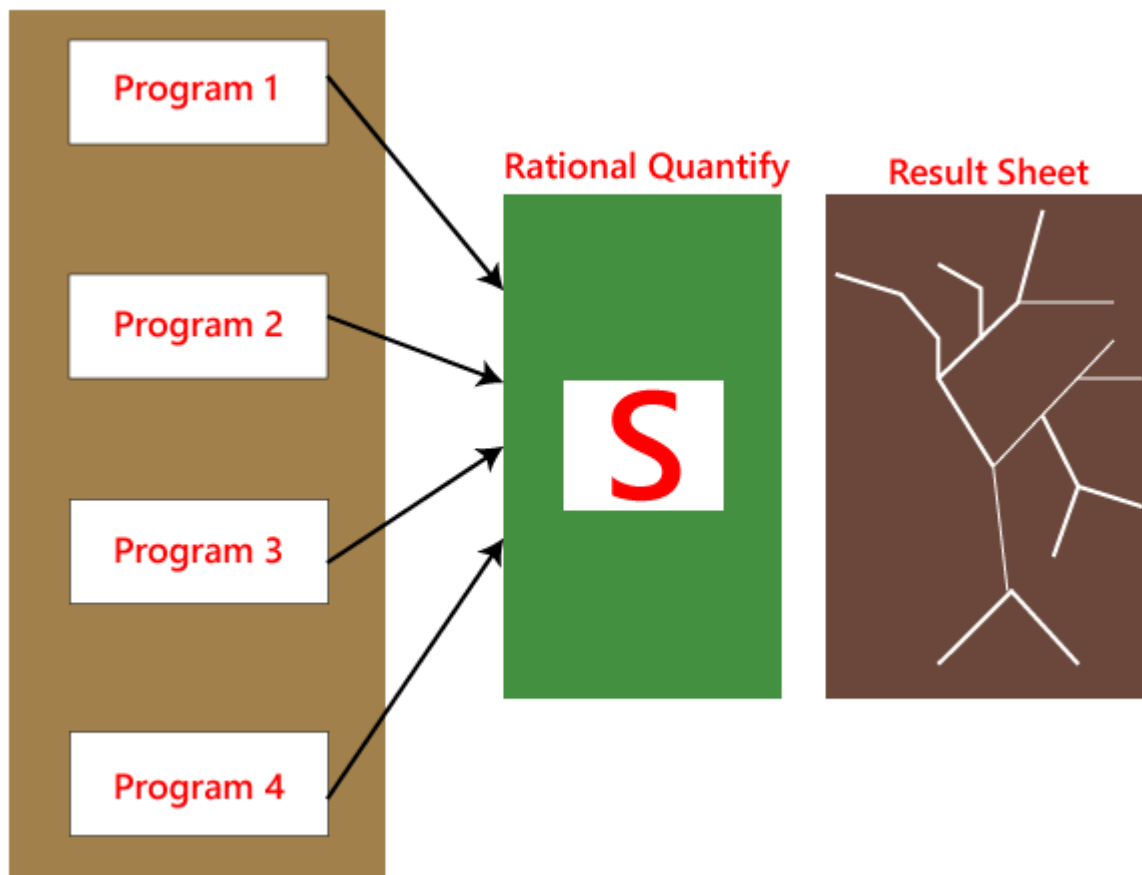 Program 1
Program 2
Program 3
Program 4
Rational Quantify
S
Result Sheet